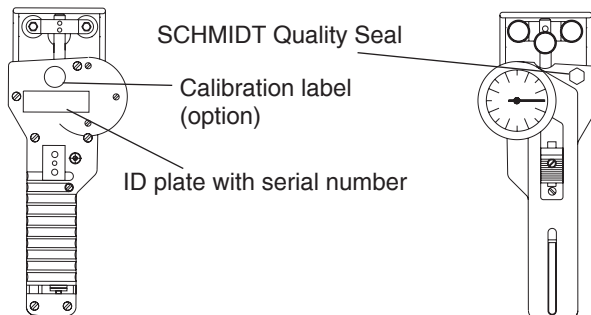 SCHMIDT Quality Seal
Calibration label
(option)
ID plate with serial number